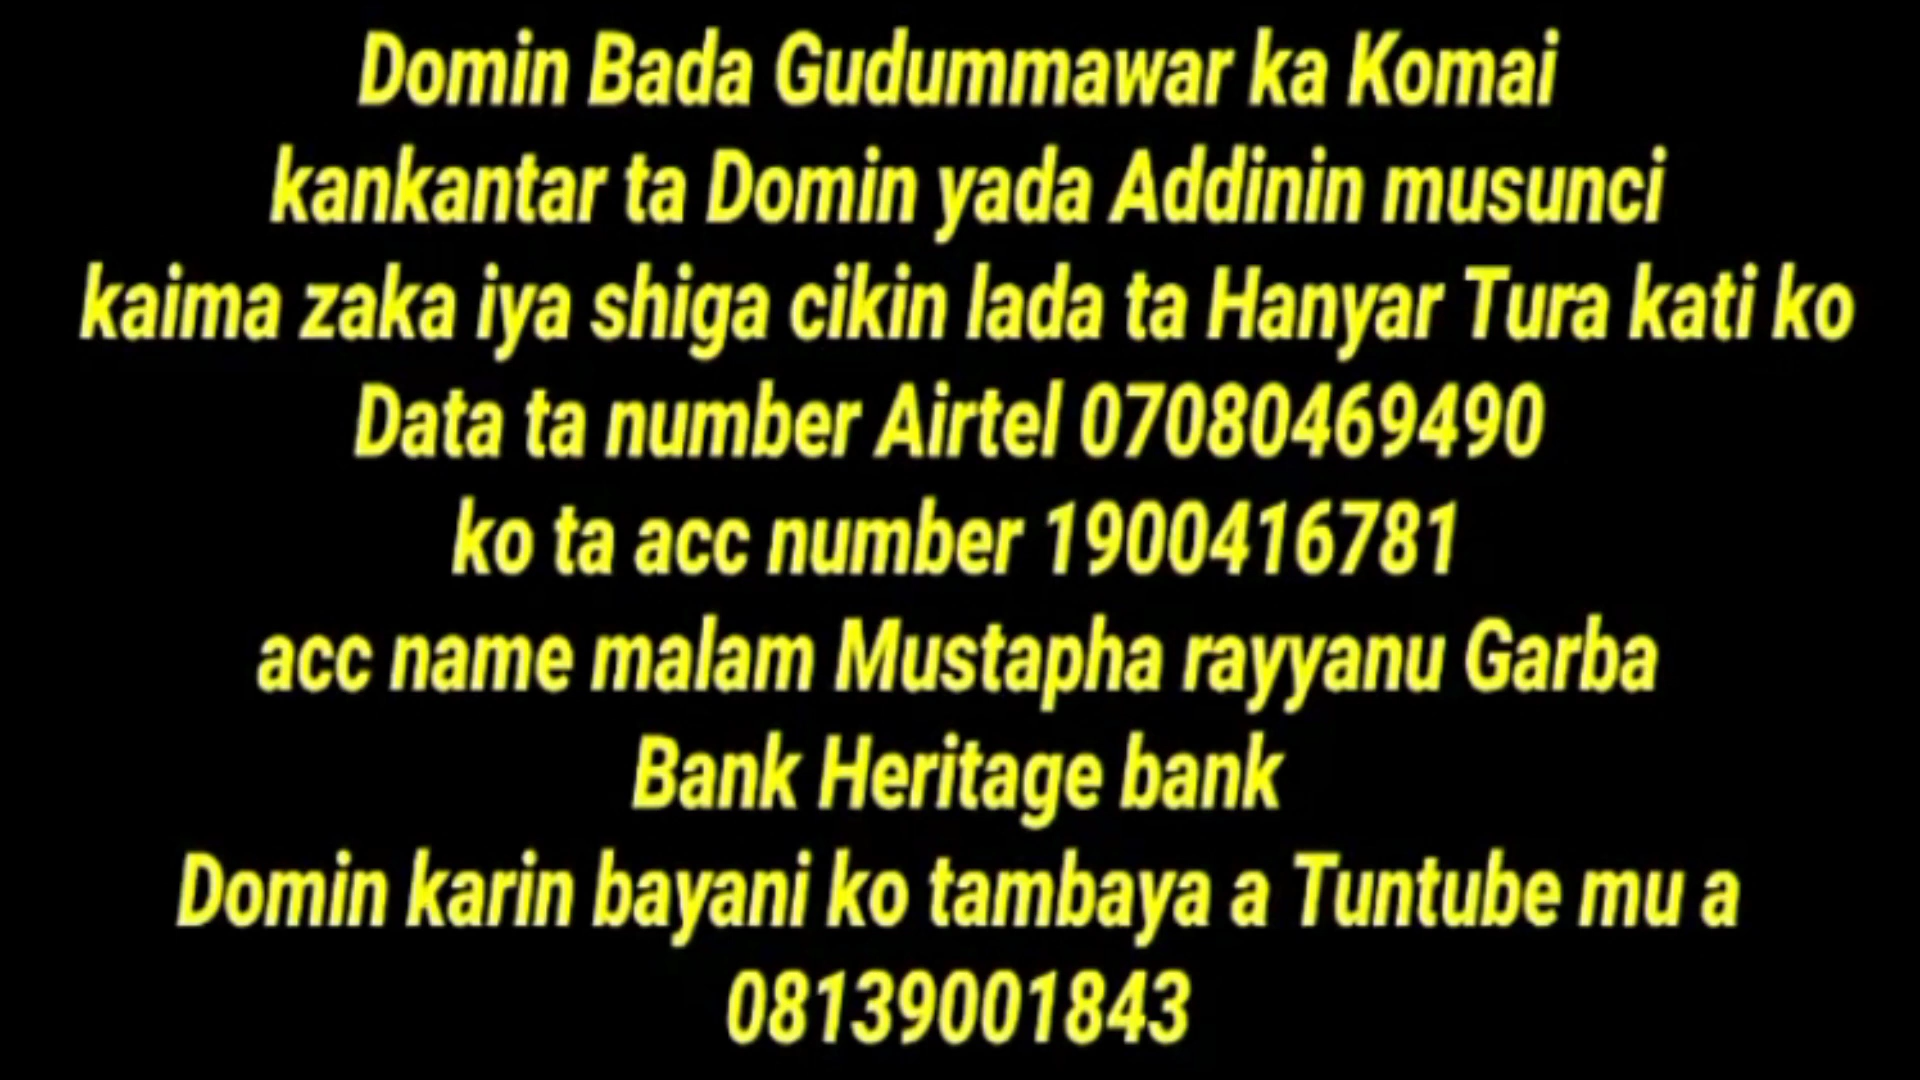 Domin Bada Gudummawar ka Komai
kankantar ta Domin yada Addinin musunci
kaima zaka iya shiga cikin lada ta Hanyar Tura kati ko
Data ta number Airtel 07080469490
ko ta acc number 1900416781
acc name malam Mustapha rayyanu Garba
Bank Heritage bank
Domin karin bayani ko tambaya a Tuntube mu a
08139001843